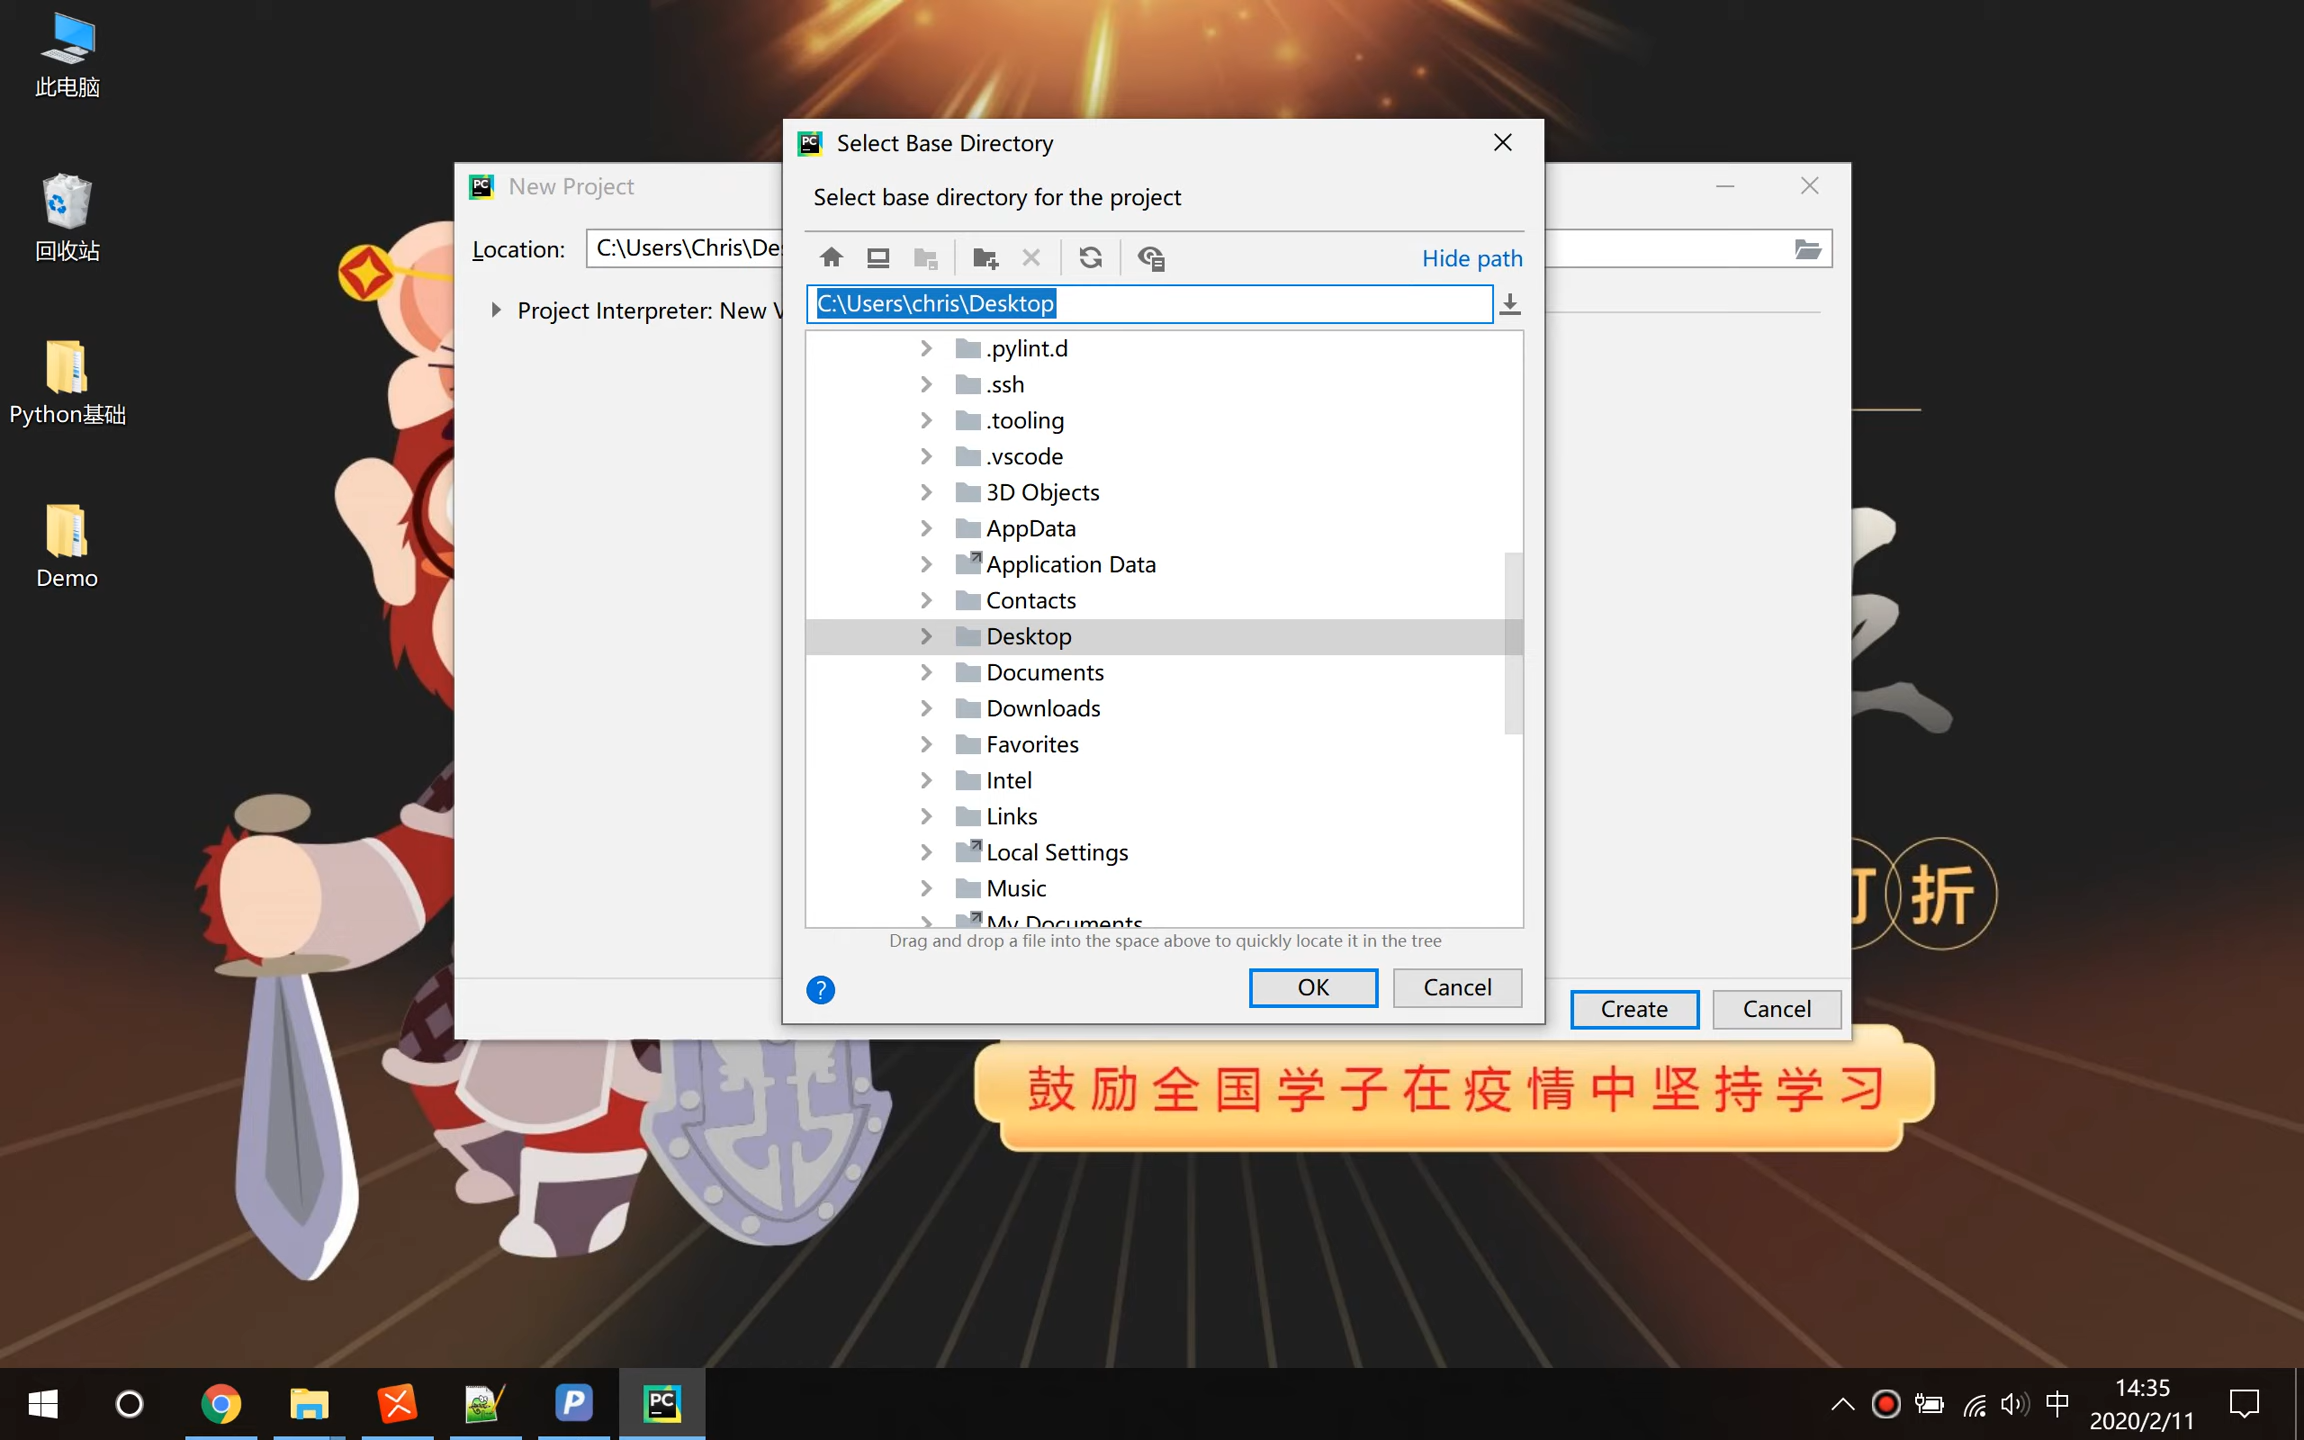 此电脑
回收站
Python基础
Demo
New Project
Location:
C:\Users\Chris\De
Project Interpreter: New
Select Base Directory
Select base directory for the project
Hide path
C:\Users\chris\Desktop
.pylint.d
.ssh
.tooling
.vscode
3D Objects
AppData
Application Data
Contacts
Desktop
Documents
Downloads
Favorites
Intel
Links
Local Settings
Music
My Documents
Drag and drop a file into the space above to quickly locate it in the tree
?
OK
Cancel
Create
Cancel
折
鼓励全国学子在疫情中坚持学习
PC
中
14:35
2020/2/11